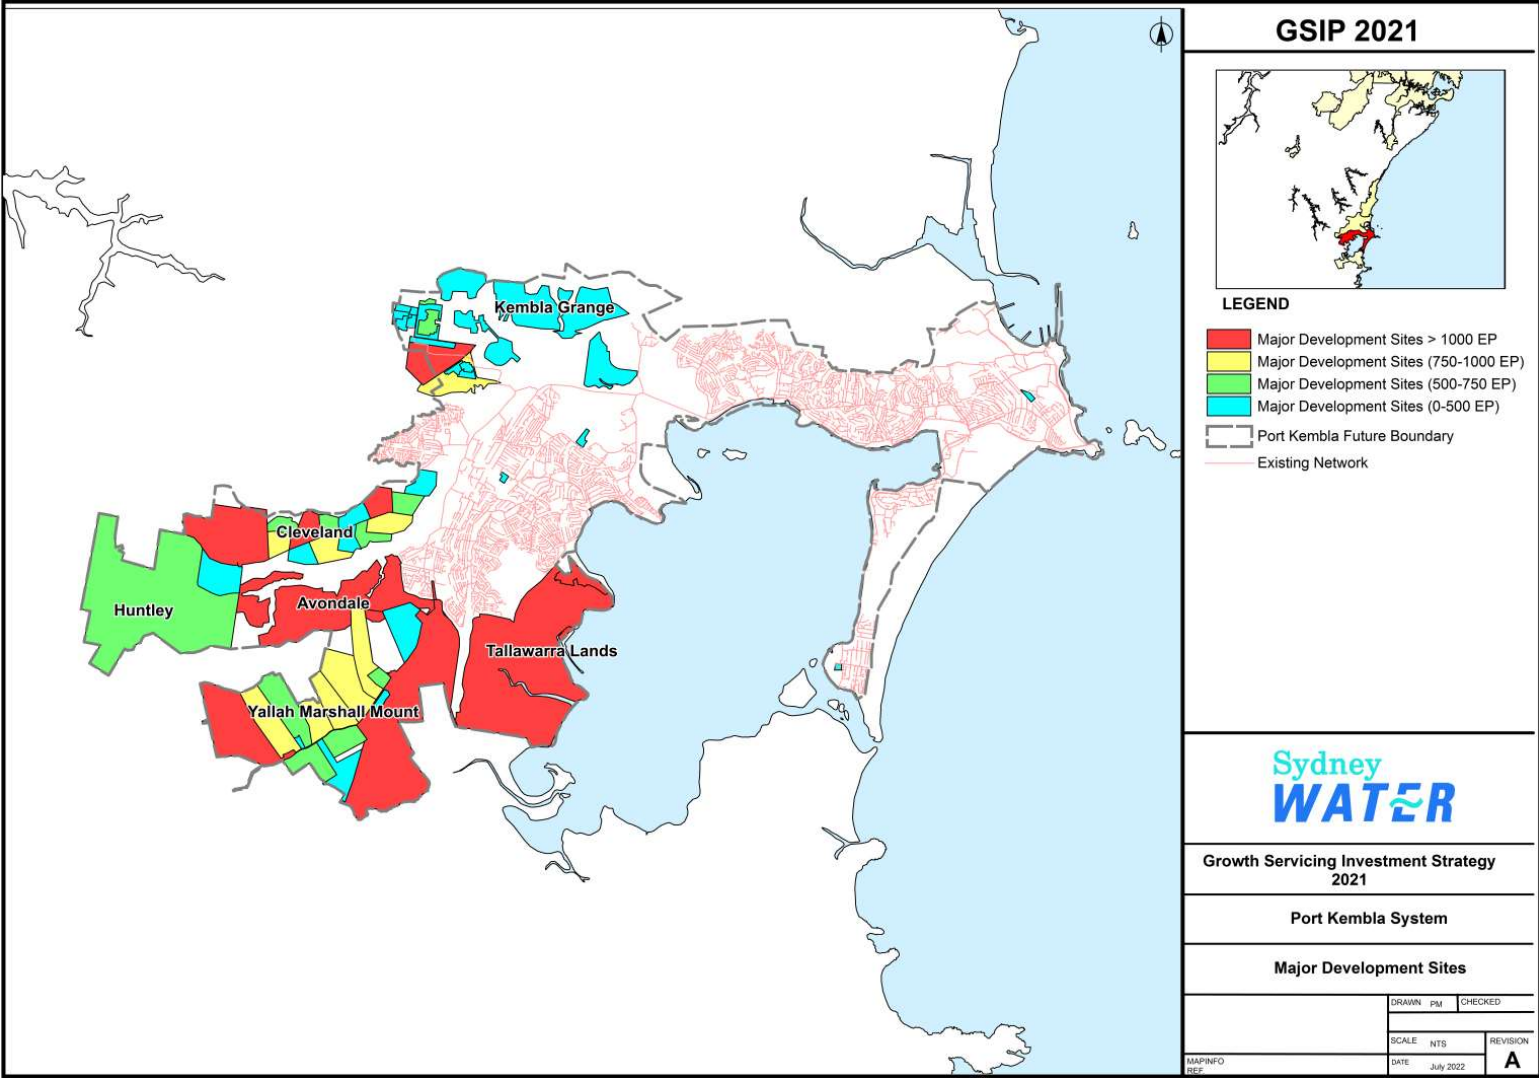 GSIP 2021
LEGEND
Major Development Sites > 1000 EP
Major Development Sites (750-1000 EP)
Major Development Sites (500-750 EP)
Major Development Sites (0-500 EP)
Port Kembla Future Boundary
Existing Network
Kembla Grange
Cleveland
Huntley
Avondale
Tallawarra Lands
Yallah Marshall Mount
Sydney
WATER
Growth Servicing Investment Strategy
2021
Port Kembla System
Major Development Sites
DRAWN PM CHECKED
SCALE NTS REVISION
MAPINFO
REF
DATE July 2022 A